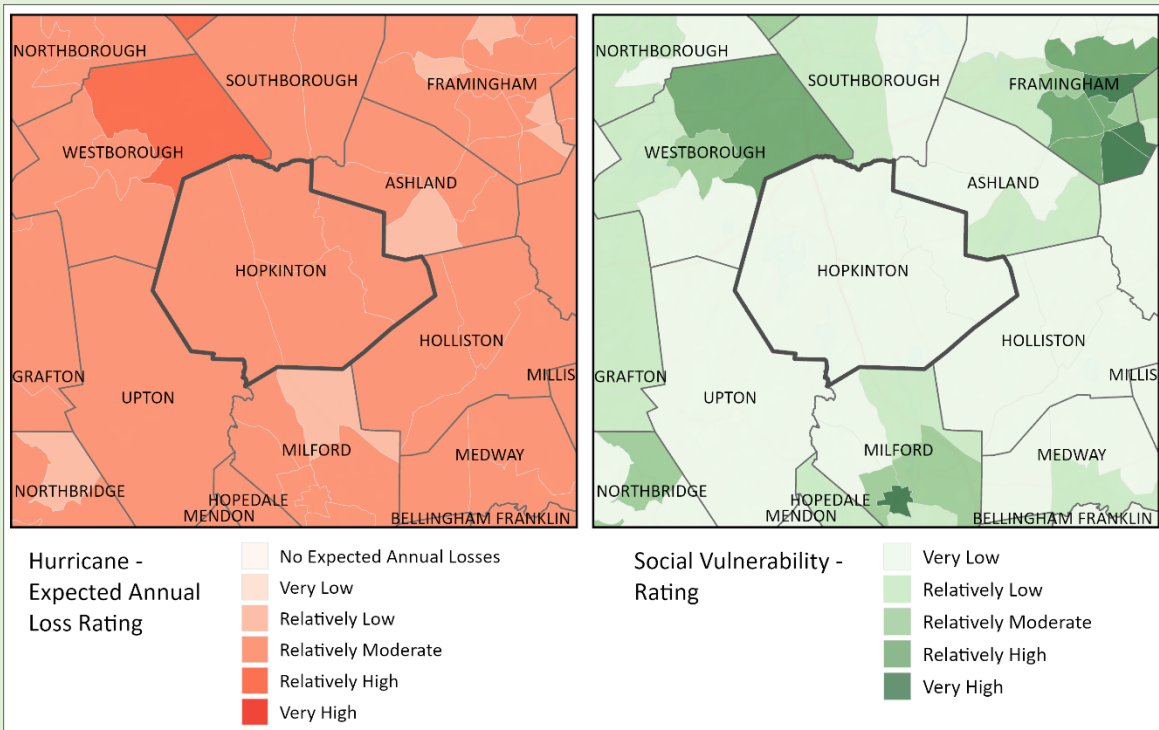 NORTHBOROUGH
SOUTHBOROUGH
FRAMINGHAM
WESTBOROUGH
ASHLAND
HOPKINTON
HOLLISTON
GRAFTON
UPTON
MILLIS
MILFORD
MEDWAY
NORTHBRIDGE
HOPEDALE
MENDON
BELLINGHAM FRANKLIN
NORTHBOROUGH
SOUTHBOROUGH
FRAMINGHAM
WESTBOROUGH
ASHLAND
HOPKINTON
HOLLISTON
GRAFTON
UPTON
MILLIS
MILFORD
MEDWAY
NORTHBRIDGE
HOPEDALE
MENDON
BELLINGHAM FRANKLIN
Hurricane -
Expected Annual
Loss Rating
No Expected Annual Losses
Very Low
Relatively Low
Relatively Moderate
Relatively High
Very High
Social Vulnerability -
Rating
Very Low
Relatively Low
Relatively Moderate
Relatively High
Very High